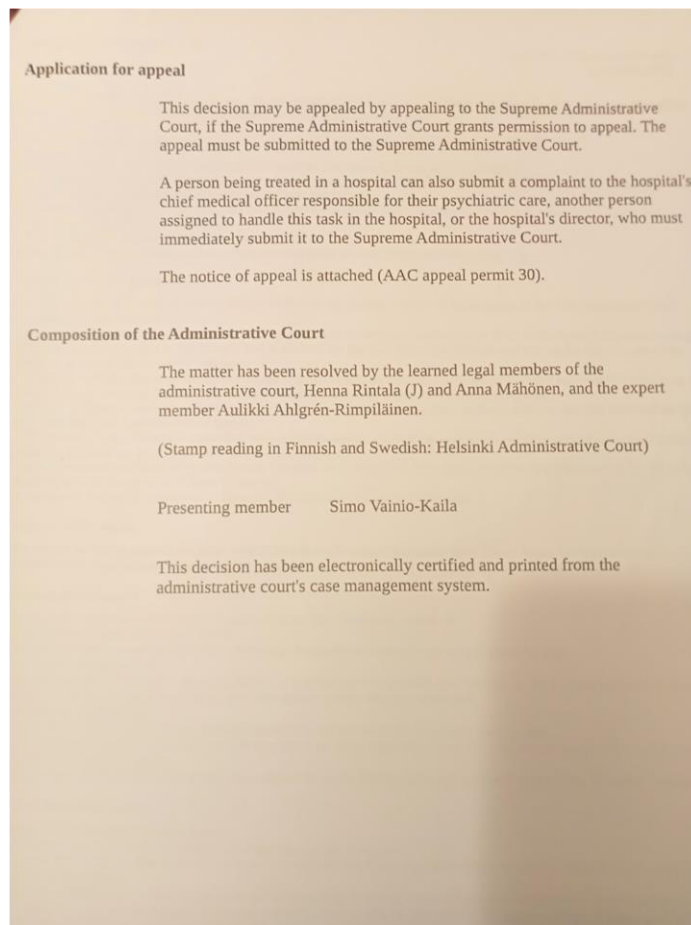 Application for appeal
This decision may be appealed by appealing to the Supreme Administrative
Court, if the Supreme Administrative Court grants permission to appeal. The
appeal must be submitted to the Supreme Administrative Court.
A person being treated in a hospital can also submit a complaint to the hospital's
chief medical officer responsible for their psychiatric care, another person
assigned to handle this task in the hospital, or the hospital's director, who must
immediately submit it to the Supreme Administrative Court.
The notice of appeal is attached (AAC appeal permit 30).
Composition of the Administrative Court
The matter has been resolved by the learned legal members of the
administrative court, Henna Rintala (J) and Anna Mähönen, and the expert
member Aulikki Ahlgrén-Rimpiläinen.
(Stamp reading in Finnish and Swedish: Helsinki Administrative Court)
Presenting member Simo Vainio-Kaila
This decision has been electronically certified and printed from the
administrative court's case management system.